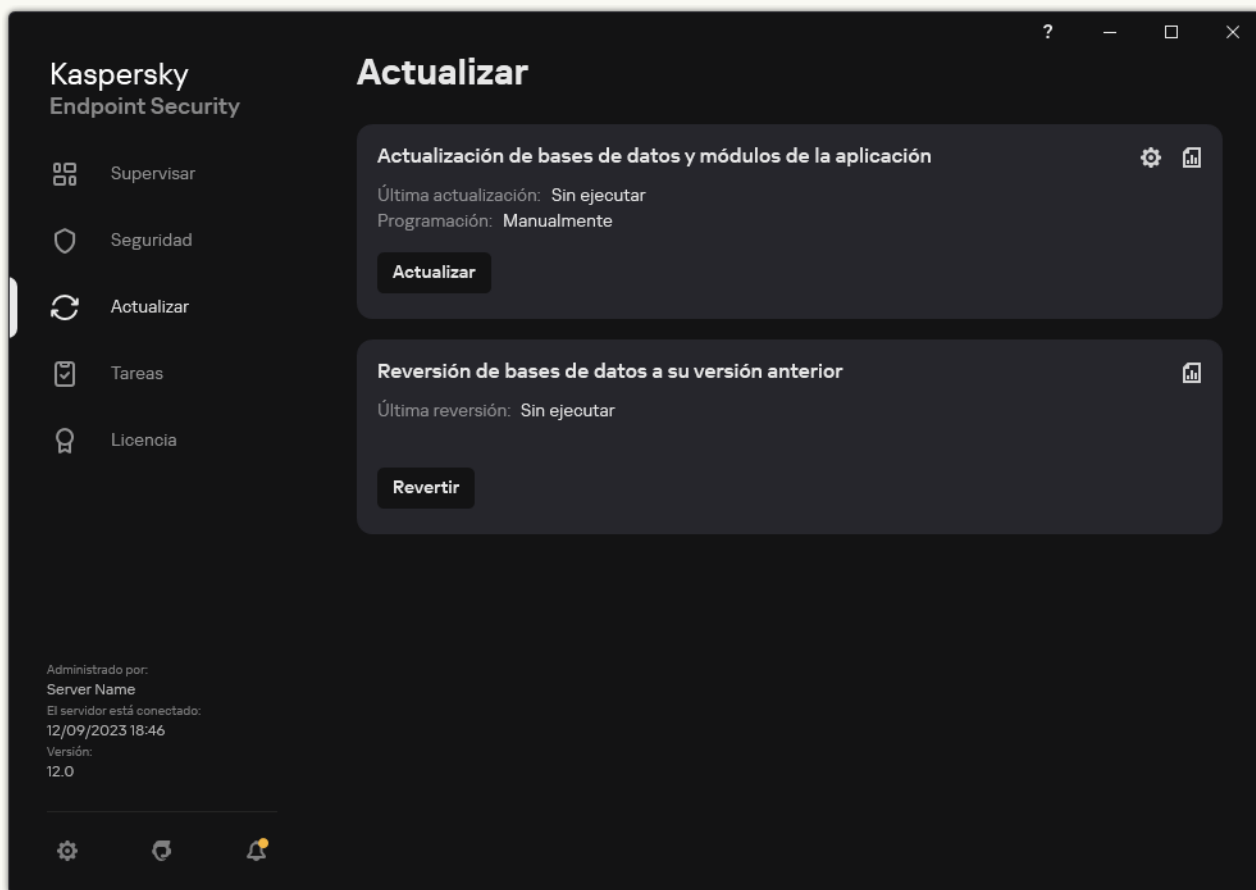 ?
Kaspersky
Endpoint Security
Supervisar
Seguridad
Actualizar
Tareas
Licencia
Administrado por:
Server Name
El servidor está conectado:
12/09/2023 18:46
Versión:
12.0
Actualizar
Actualización de bases de datos y módulos de la aplicación
Última actualización: Sin ejecutar
Programación: Manualmente
Actualizar
Reversión de bases de datos a su versión anterior
Última reversión: Sin ejecutar
Revertir